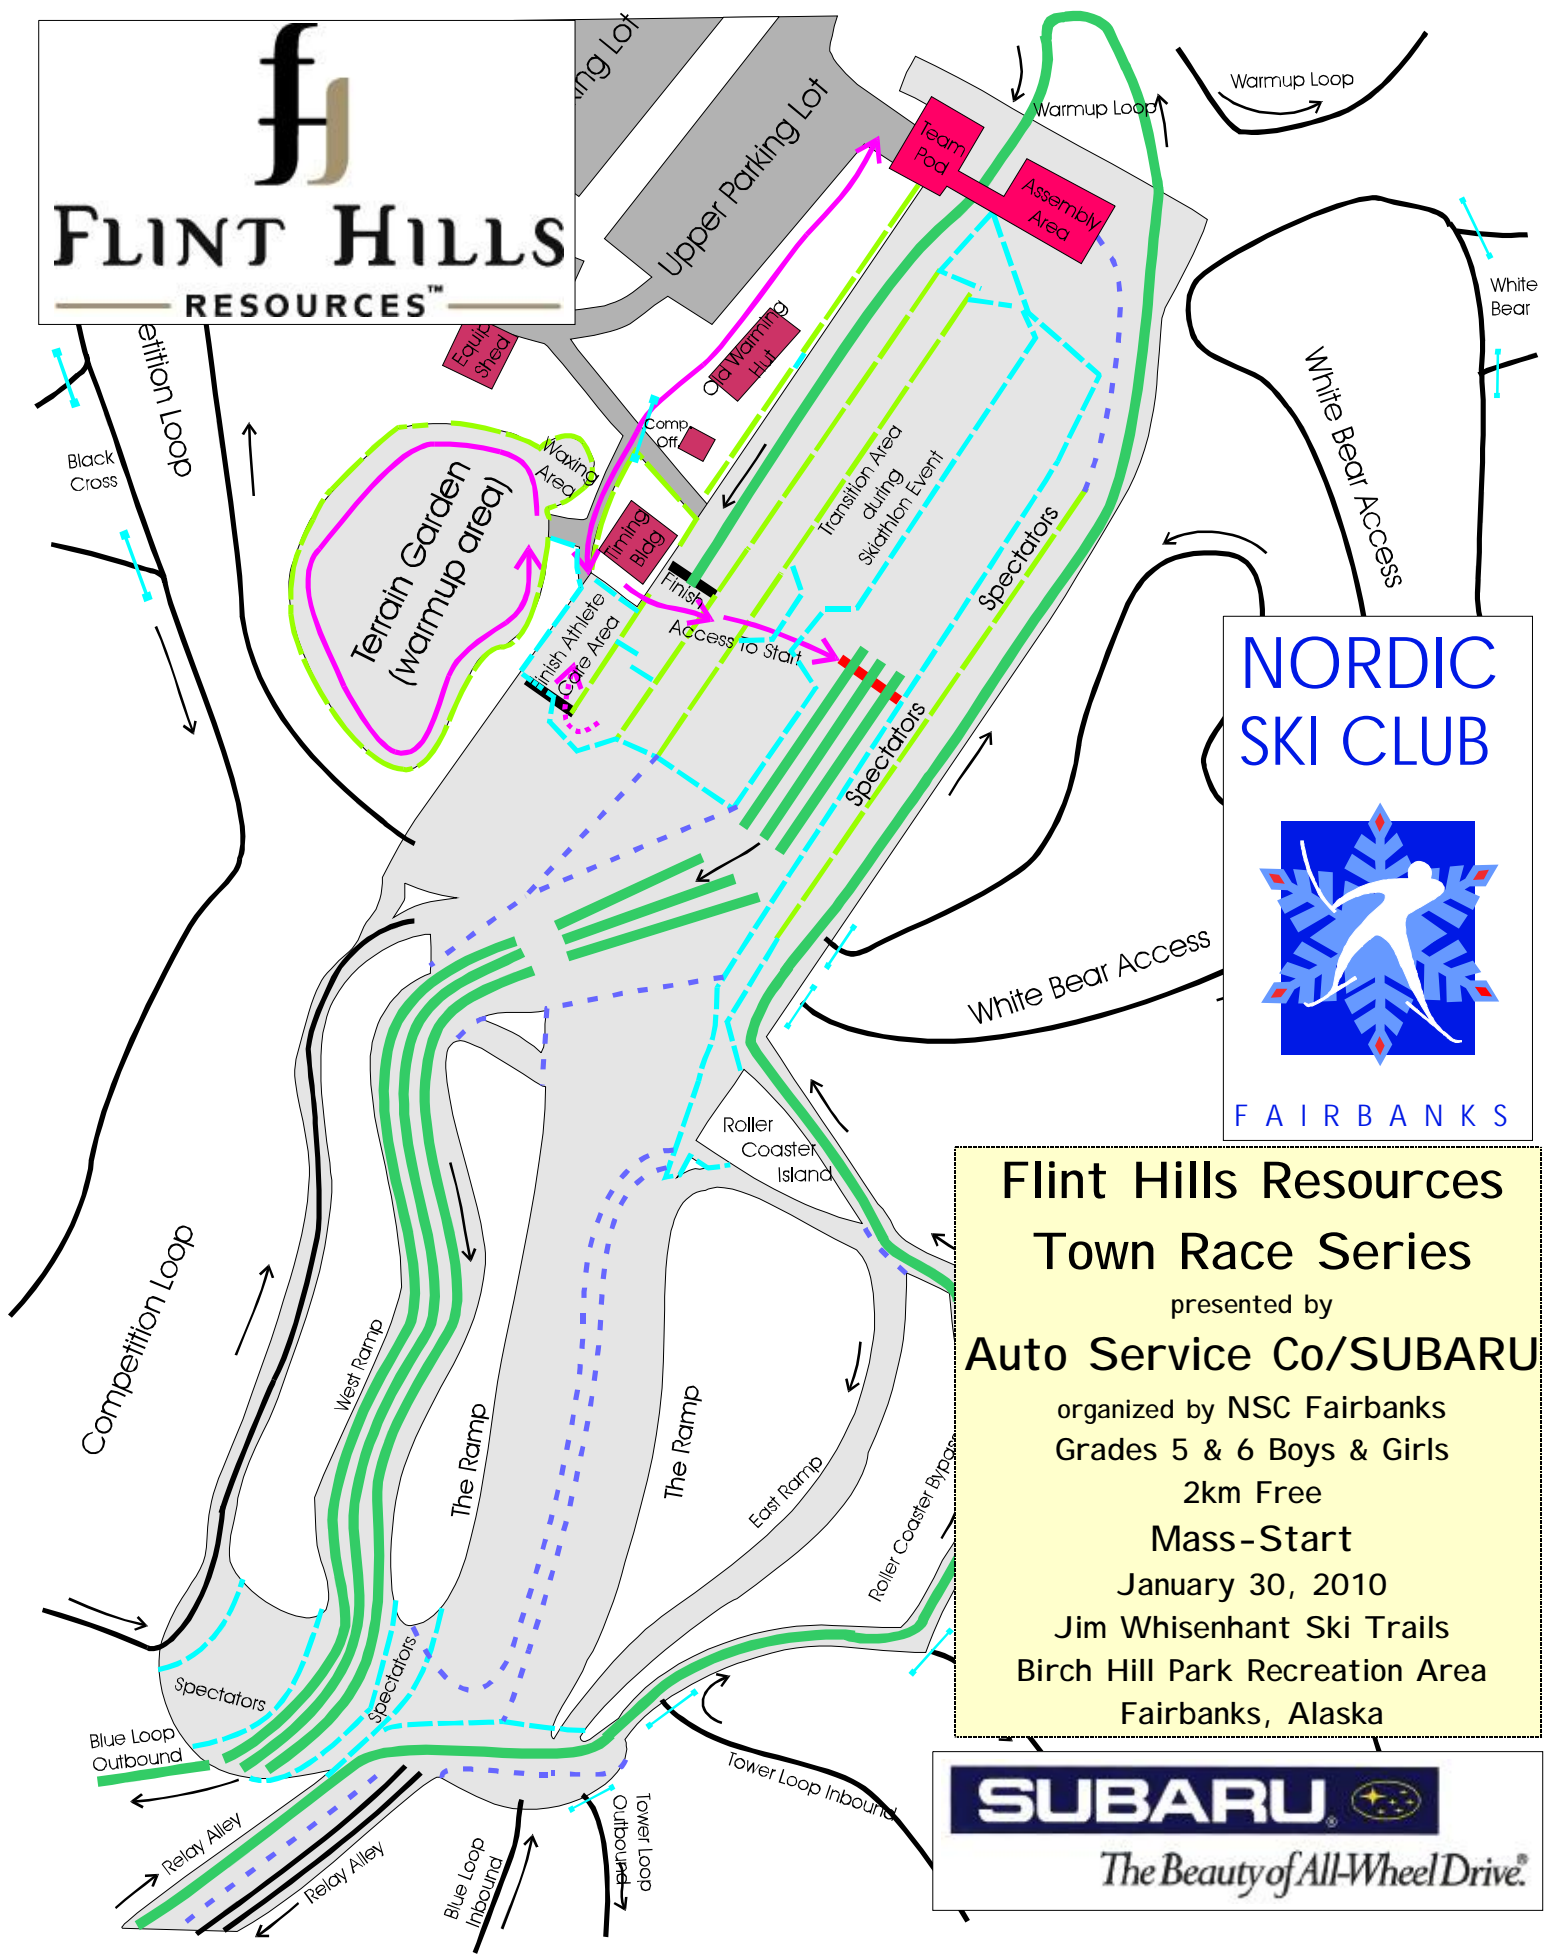 FLINT HILLS
RESOURCES™
ing Lot
Upper Parking Lot
Team
Pod
Assembly
Area
Warmup Loop
Warmup Loop
White
Bear
White Bear Access
Equip
Shed
Old Warming
Hut
Comp.
Off.
etition Loop
Black
Cross
Waxing
Area
Terrain Garden
(warmup area)
Timing
Bldg
Finish
Transition Area
during
Skiathlon Event
Spectators
Finish Athlete
Care Area
Access To Start
Spectators
NORDIC
SKI CLUB
FAIRBANKS
White Bear Access
Roller
Coaster
Island
Competition Loop
West Ramp
The Ramp
The Ramp
East Ramp
Roller Coaster Bypas
Flint Hills Resources
Town Race Series
presented by
Auto Service Co/SUBARU
organized by NSC Fairbanks
Grades 5 & 6 Boys & Girls
2km Free
Mass-Start
January 30, 2010
Jim Whisenhant Ski Trails
Birch Hill Park Recreation Area
Fairbanks, Alaska
Spectators
Spectators
Blue Loop
Outbound
Relay Alley
Relay Alley
Blue Loop
Inbound
Tower Loop
Outbound
Tower Loop Inbound
SUBARU®
The Beauty of All-Wheel Drive.®